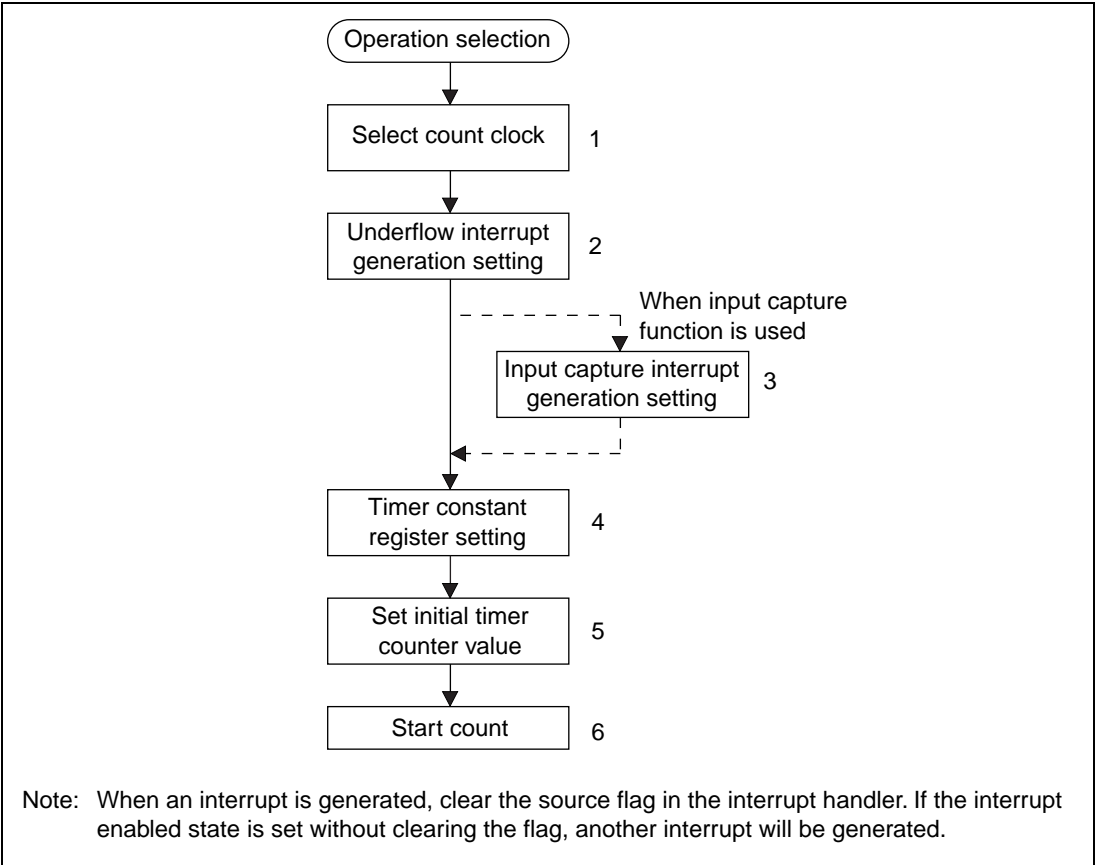 Operation selection
Select count clock
1
Underflow interrupt
generation setting
2
When input capture
function is used
Input capture interrupt
generation setting
3
Timer constant
register setting
4
Set initial timer
counter value
5
Start count
6
Note: When an interrupt is generated, clear the source flag in the interrupt handler. If the interrupt
enabled state is set without clearing the flag, another interrupt will be generated.